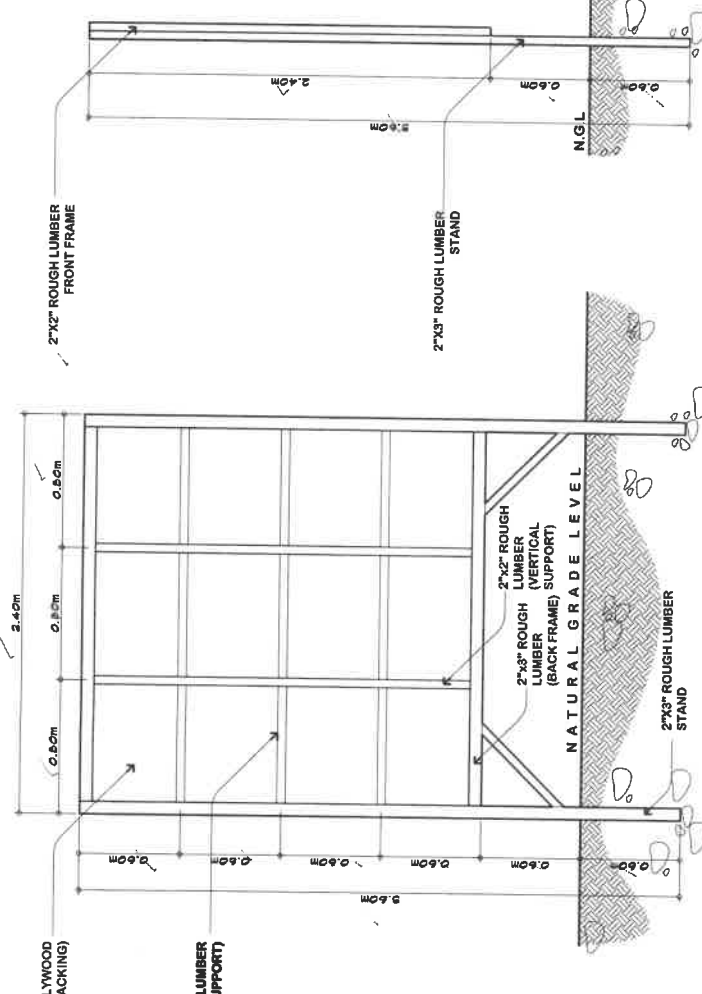 2"X2" ROUGH LUMBER
FRONT FRAME
2.40m
3.60m
0.60m
0.60m
N.G.L
2"X3" ROUGH LUMBER
STAND
2.40m
0.80m
0.80m
0.80m
LYWOOD
ACKING)
LUMBER
UPPORT)
0.60m
0.60m
0.60m
0.60m
0.60m
0.60m
3.60m
2"x2" ROUGH
LUMBER
(VERTICAL
SUPPORT)
2"x3" ROUGH
LUMBER
(BACK FRAME)
NATURAL GRADE LEVEL
2"X3" ROUGH LUMBER
STAND